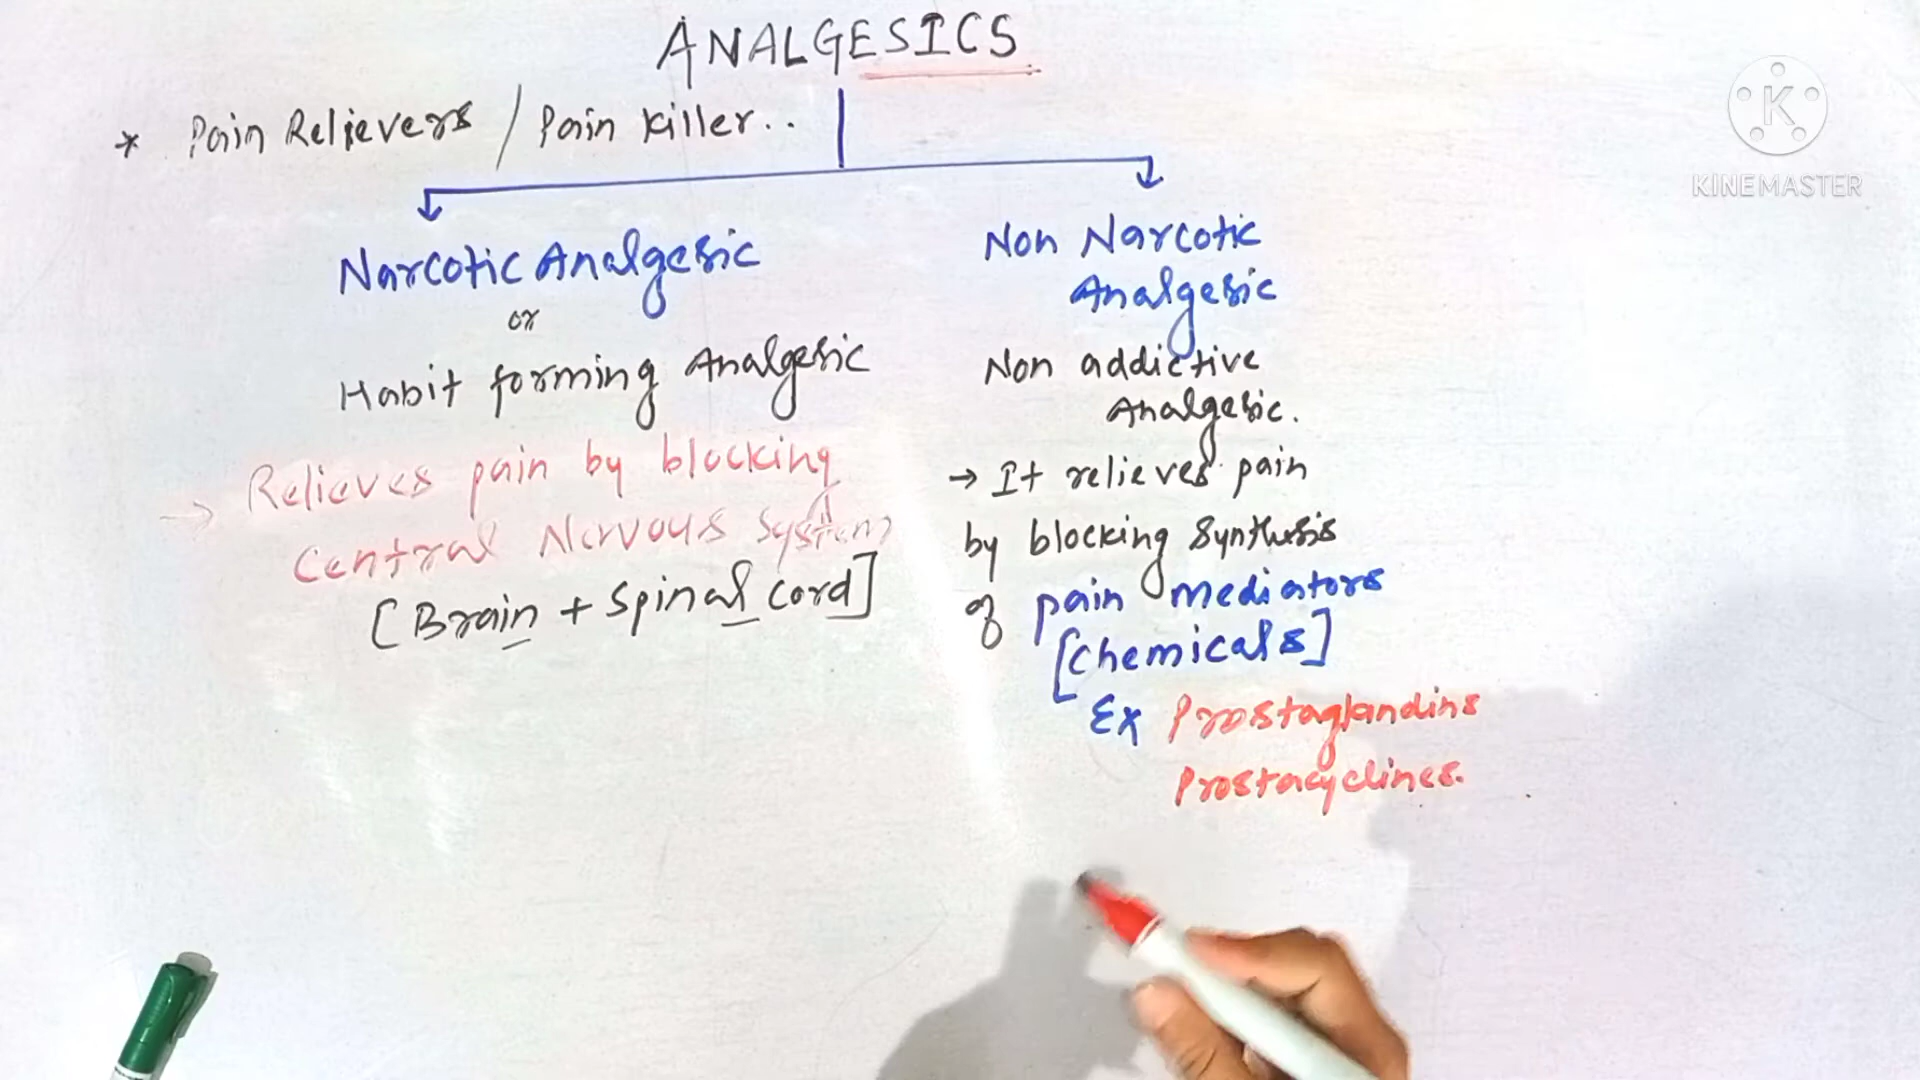 ANALGESICS
* Pain Relievers / Pain killer..
Narcotic Analgesic
or
Habit forming Analgesic
→ Relieves pain by blocking
Central Nervous System
[Brain + Spinal cord]
Non Narcotic
Analgesic
Non addictive
Analgesic.
→ It relieves pain
by blocking synthesis
of pain mediators
[chemicals]
Ex Prostaglandins
Prostacyclines.
K
KINEMASTER